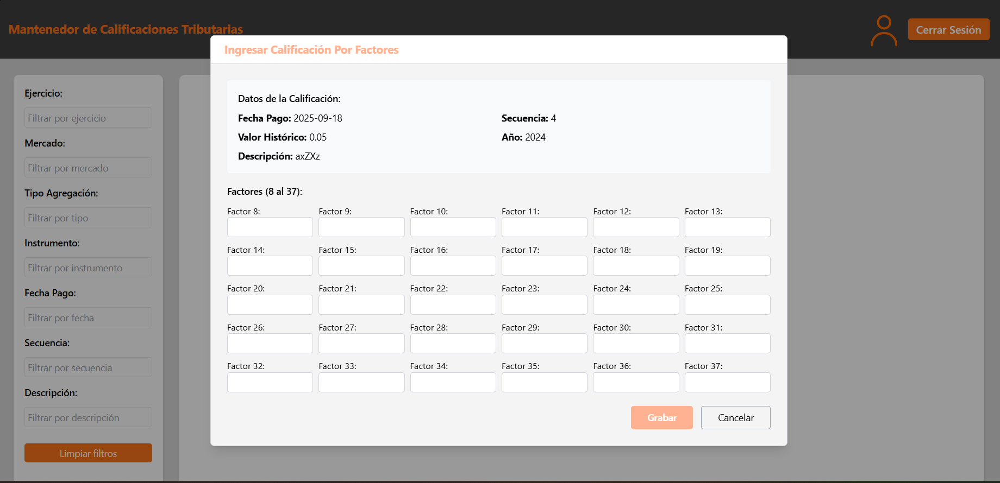 Mantenedor de Calificaciones Tributarias
Cerrar Sesión
Ejercicio:
Filtrar por ejercicio
Mercado:
Filtrar por mercado
Tipo Agregación:
Filtrar por tipo
Instrumento:
Filtrar por instrumento
Fecha Pago:
Filtrar por fecha
Secuencia:
Filtrar por secuencia
Descripción:
Filtrar por descripción
Limpiar filtros
Ingresar Calificación Por Factores
Datos de la Calificación:
Fecha Pago: 2025-09-18 Secuencia: 4
Valor Histórico: 0.05 Año: 2024
Descripción: axZXz
Factores (8 al 37):
Factor 8: Factor 9: Factor 10: Factor 11: Factor 12: Factor 13:
Factor 14: Factor 15: Factor 16: Factor 17: Factor 18: Factor 19:
Factor 20: Factor 21: Factor 22: Factor 23: Factor 24: Factor 25:
Factor 26: Factor 27: Factor 28: Factor 29: Factor 30: Factor 31:
Factor 32: Factor 33: Factor 34: Factor 35: Factor 36: Factor 37:
Grabar Cancelar